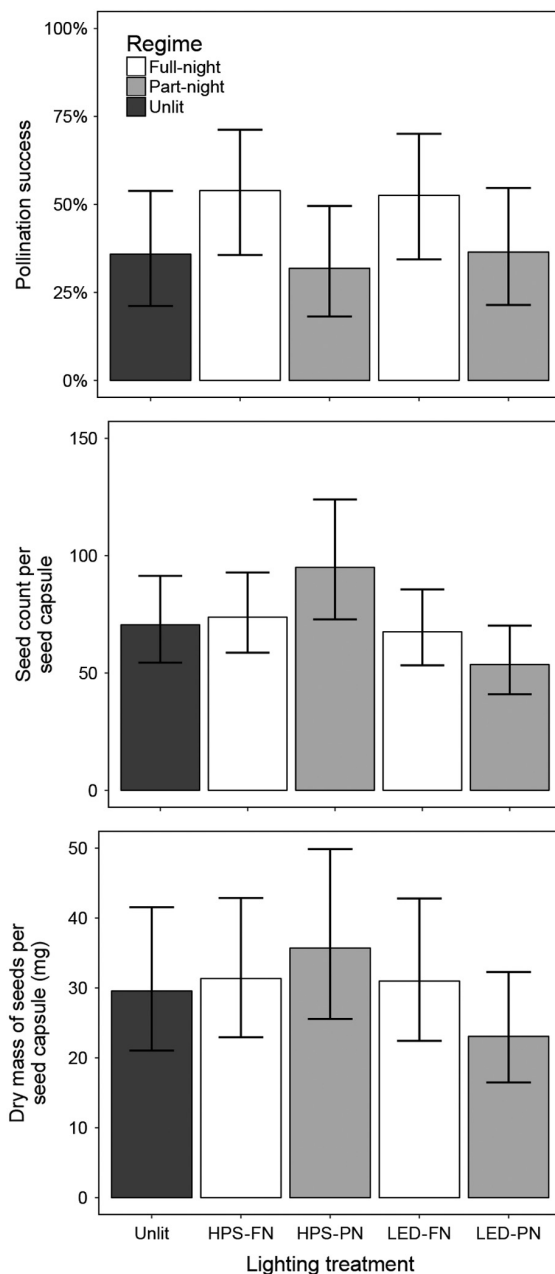 100%
75%
50%
25%
0%
Pollination success
Regime
Full-night
Part-night
Unlit
150
100
50
0
Seed count per
seed capsule
50
40
30
20
10
0
Dry mass of seeds per
seed capsule (mg)
Unlit HPS-FN HPS-PN LED-FN LED-PN
Lighting treatment